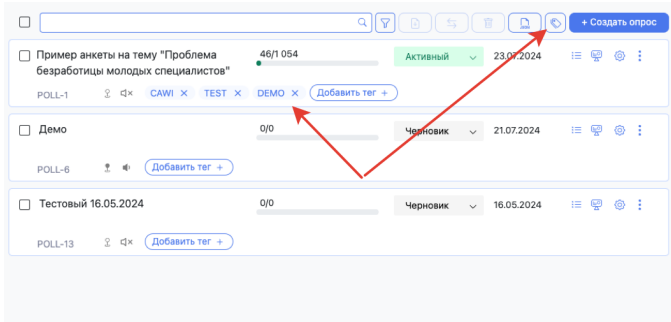 + Создать опрос
Пример анкеты на тему "Проблема безработицы молодых специалистов"
46/1 054
Активный
23.07.2024
POLL-1
CAWI × TEST × DEMO × Добавить тег +
Демо
0/0
Черновик
21.07.2024
POLL-6
Добавить тег +
Тестовый 16.05.2024
0/0
Черновик
16.05.2024
POLL-13
Добавить тег +